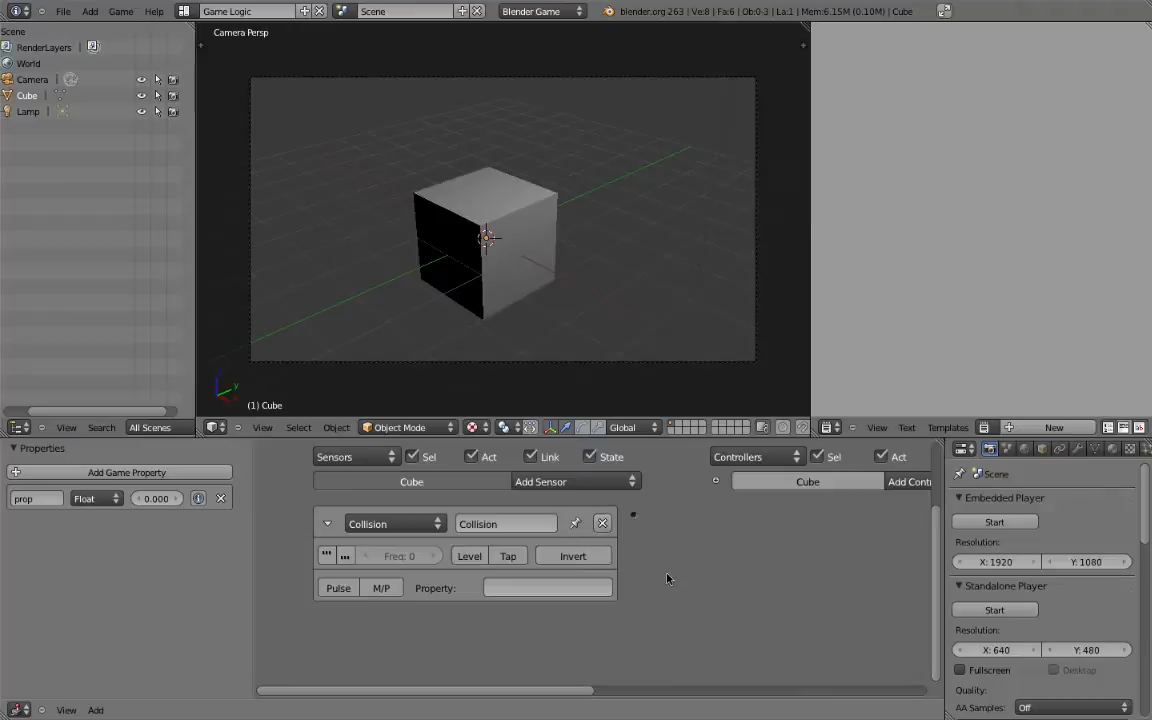 File Add Game Help Game Logic Scene Blender Game blender.org 263 | Ve:8 | Fa:6 | Ob:0-3 | La:1 | Mem:6.15M (0.10M) | Cube
Scene
RenderLayers
World
Camera
Cube
Lamp
Camera Persp
y
(1) Cube
View Search All Scenes
View Select Object Object Mode Global
View Text Templates New
Properties
Add Game Property
prop Float 0.000
Sensors Sel Act Link State
Controllers Sel Act
Cube Add Sensor
Cube Add Cont
Collision Collision
Freq: 0 Level Tap Invert
Pulse M/P Property:
Scene
Embedded Player
Start
Resolution:
X: 1920 Y: 1080
Standalone Player
Start
Resolution:
X: 640 Y: 480
Fullscreen Desktop
Quality:
AA Samples: Off
View Add